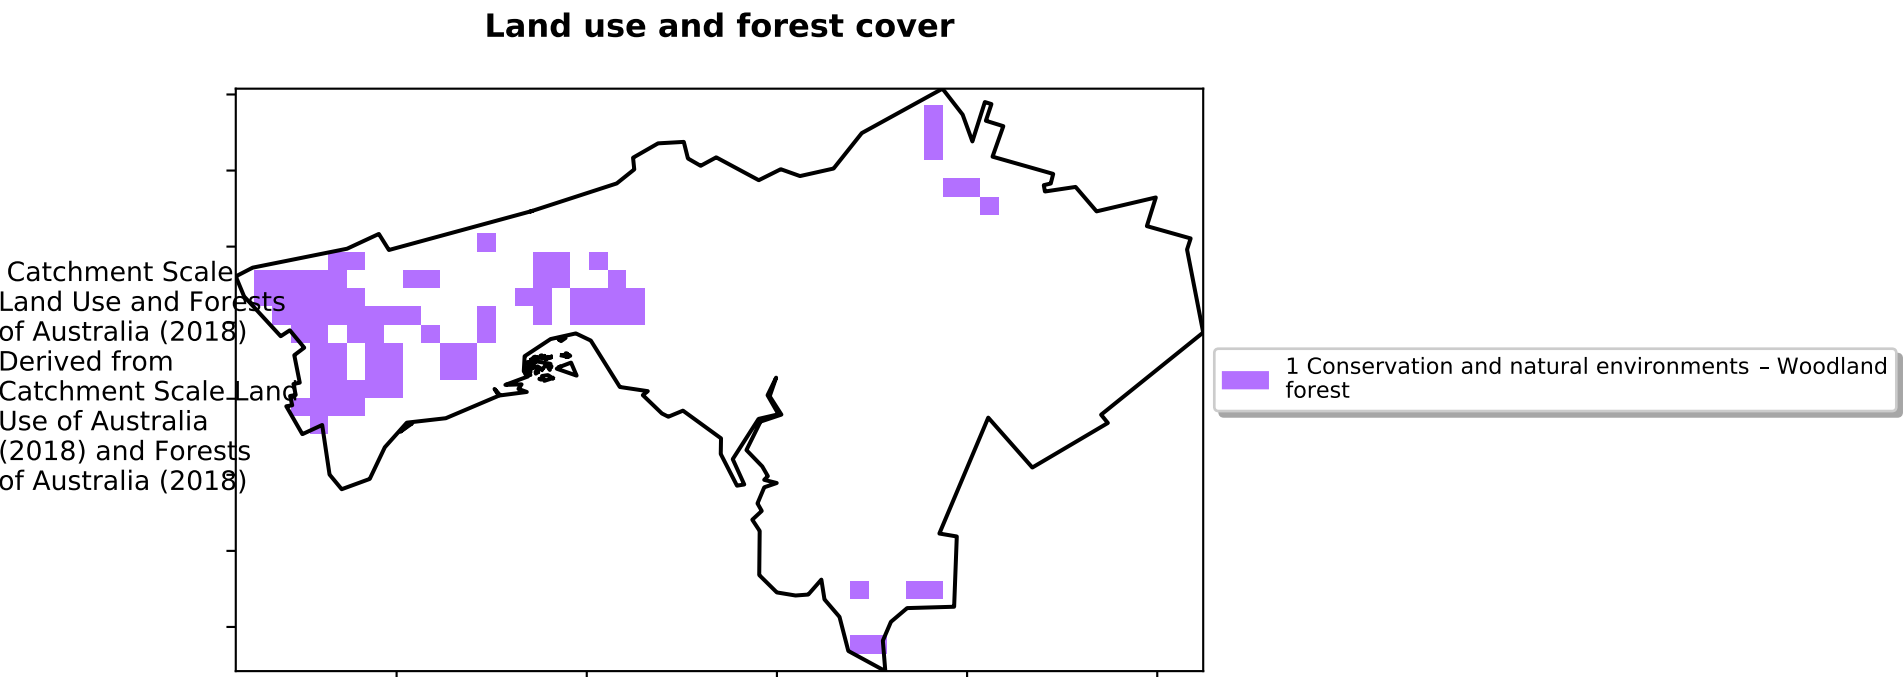 Land use and forest cover
Catchment Scale
Land Use and Forests
of Australia (2018)
Derived from
Catchment Scale Land
Use of Australia
(2018) and Forests
of Australia (2018)
1 Conservation and natural environments – Woodland
forest